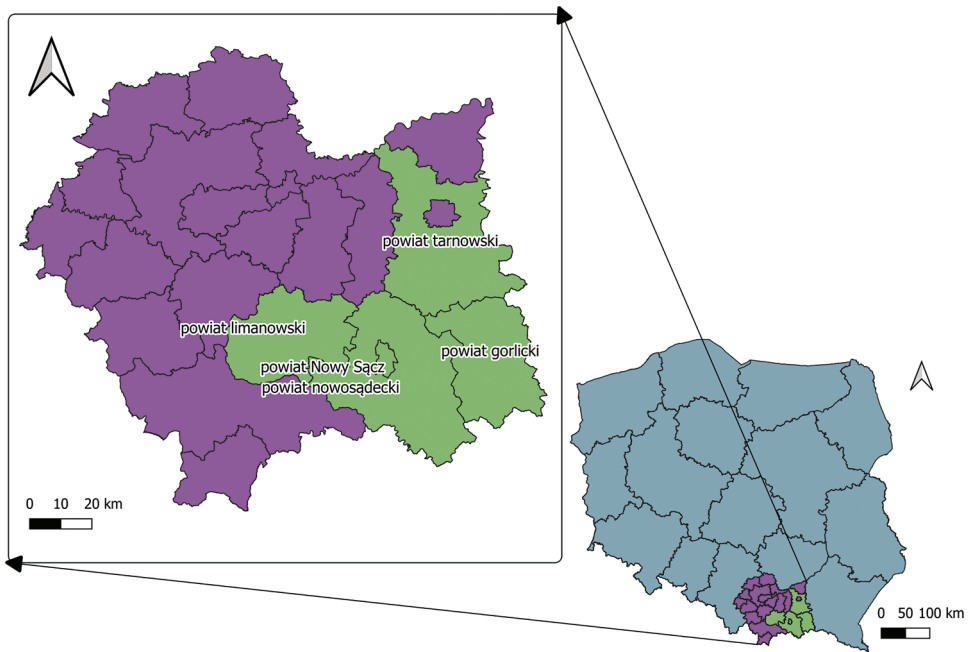 powiat tarnowski
powiat limanowski
powiat gorlicki
powiat Nowy Sącz
powiat nowosądecki
0 10 20 km
0 50 100 km